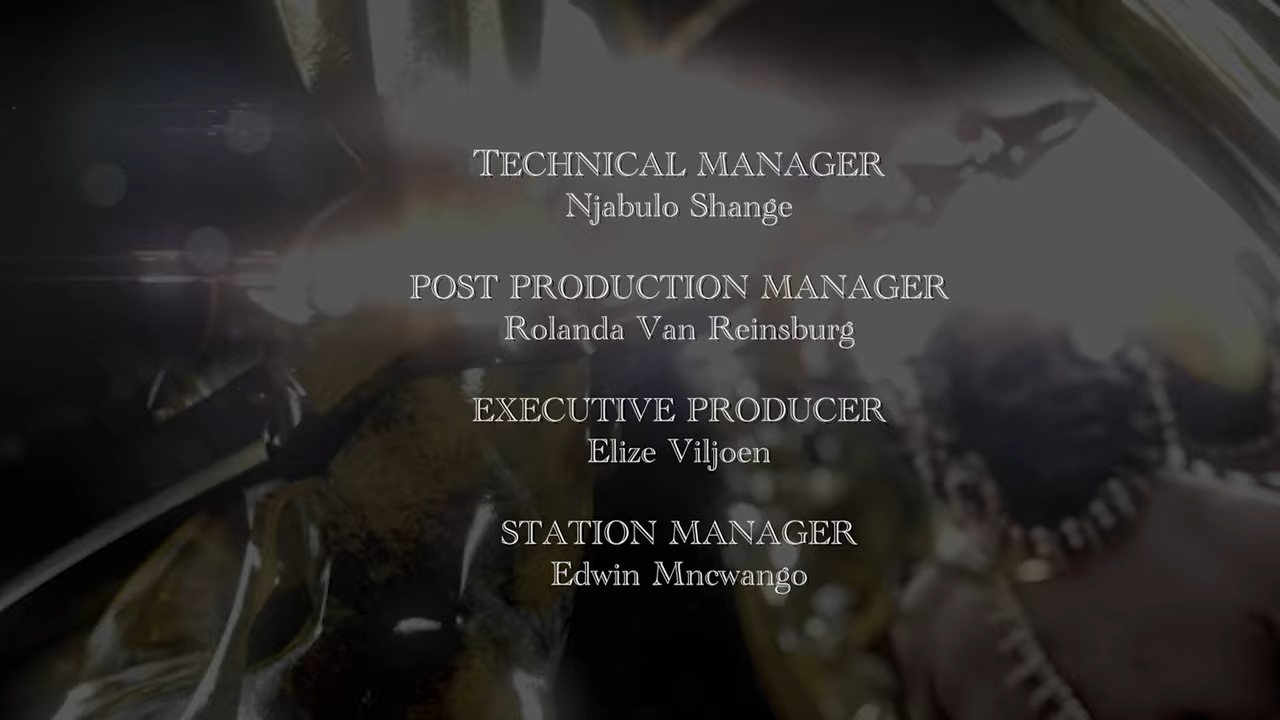 TECHNICAL MANAGER
Njabulo Shange
POST PRODUCTION MANAGER
Rolanda Van Reinsburg
EXECUTIVE PRODUCER
Elize Viljoen
STATION MANAGER
Edwin Mncwango